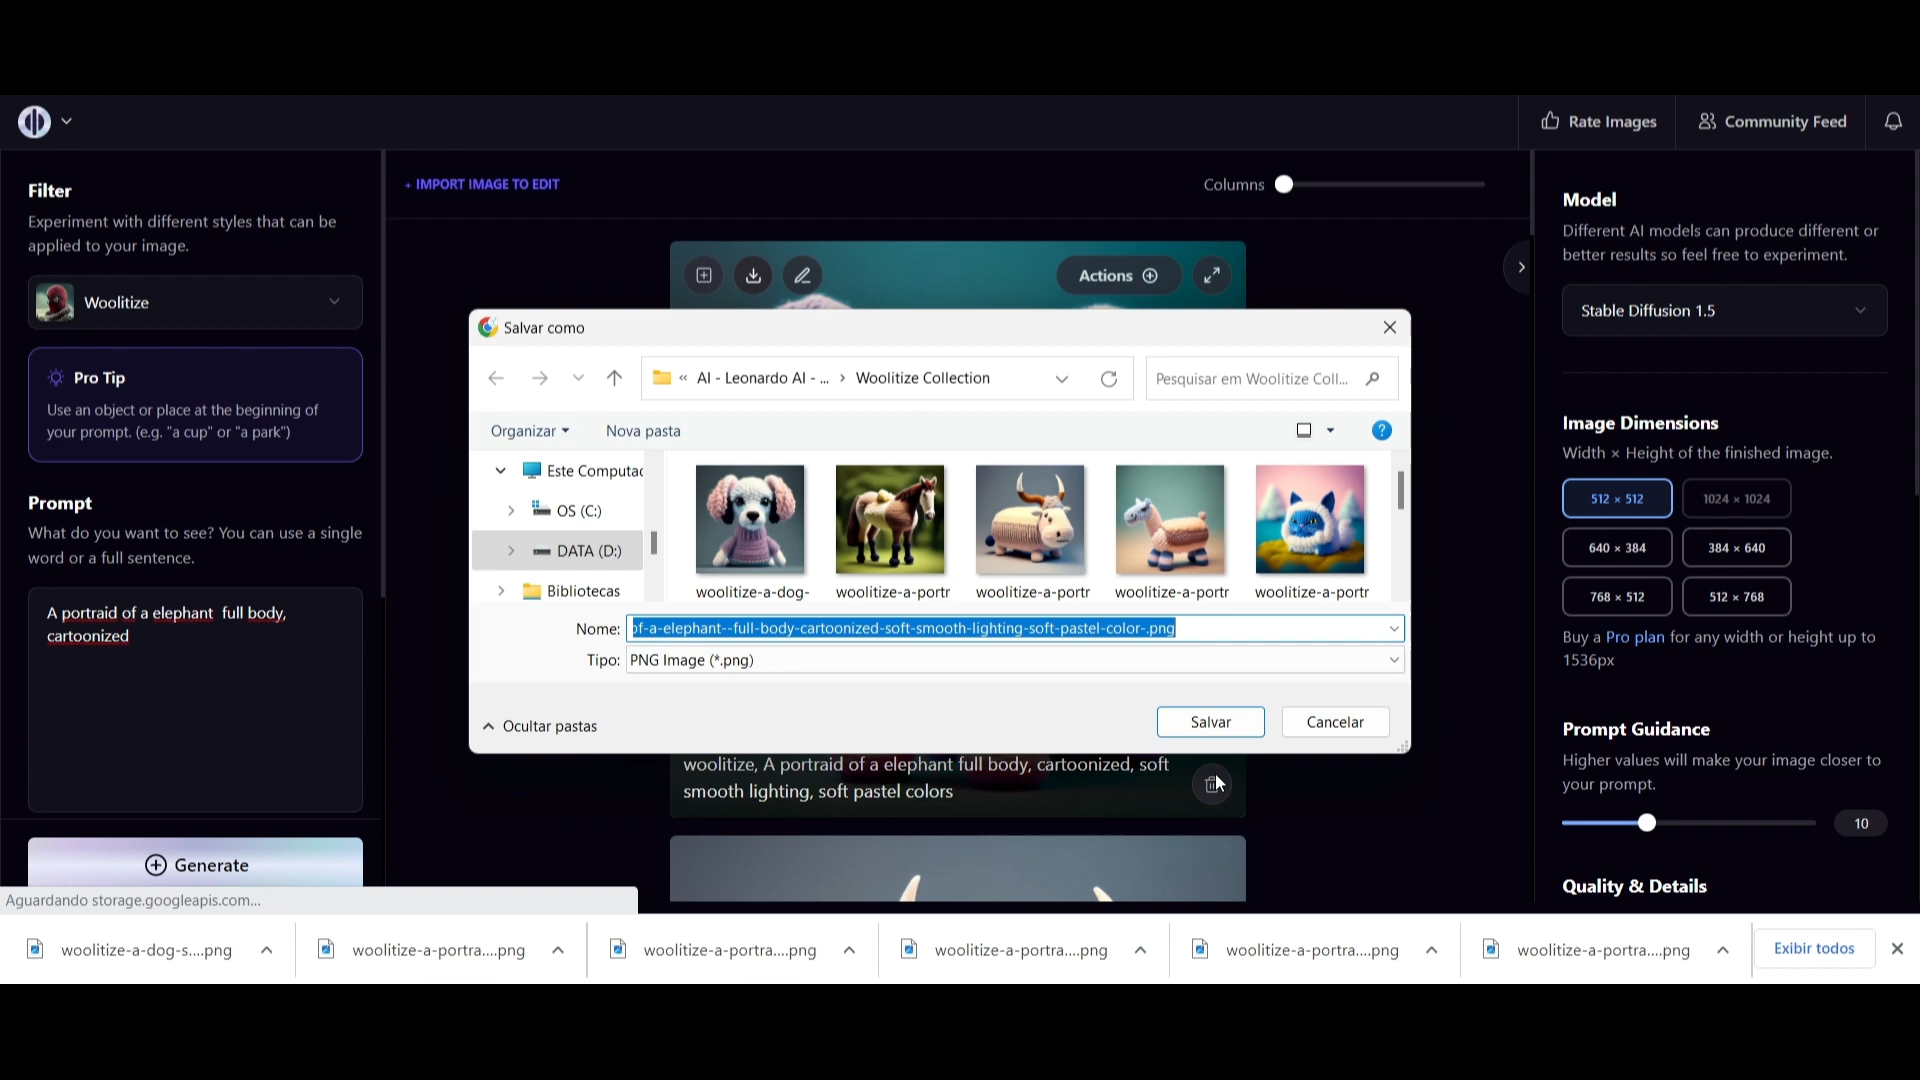 Rate Images
Community Feed
Filter
Experiment with different styles that can be
applied to your image.
Woolitize
Pro Tip
Use an object or place at the beginning of
your prompt. (e.g. "a cup" or "a park")
Prompt
What do you want to see? You can use a single
word or a full sentence.
A portraid of a elephant full body,
cartoonized
Generate
Aguardando storage.googleapis.com...
+ IMPORT IMAGE TO EDIT
Columns
Actions
Salvar como
« AI - Leonardo AI - ... › Woolitize Collection
Pesquisar em Woolitize Coll...
Organizar
Nova pasta
Este Computad
OS (C:)
DATA (D:)
Bibliotecas
woolitize-a-dog-
woolitize-a-portr
woolitize-a-portr
woolitize-a-portr
woolitize-a-portr
Nome: of-a-elephant--full-body-cartoonized-soft-smooth-lighting-soft-pastel-color-.png
Tipo: PNG Image (*.png)
Ocultar pastas
Salvar
Cancelar
woolitize, A portraid of a elephant full body, cartoonized, soft
smooth lighting, soft pastel colors
Model
Different AI models can produce different or
better results so feel free to experiment.
Stable Diffusion 1.5
Image Dimensions
Width × Height of the finished image.
512 × 512
1024 × 1024
640 × 384
384 × 640
768 × 512
512 × 768
Buy a Pro plan for any width or height up to
1536px
Prompt Guidance
Higher values will make your image closer to
your prompt.
10
Quality & Details
woolitize-a-dog-s....png
woolitize-a-portra....png
woolitize-a-portra....png
woolitize-a-portra....png
woolitize-a-portra....png
woolitize-a-portra....png
Exibir todos